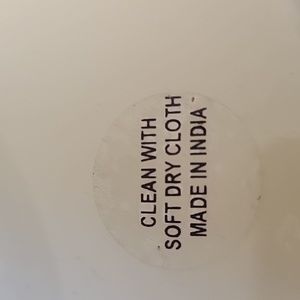 CLEAN WITH
SOFT DRY CLOTH
MADE IN INDIA